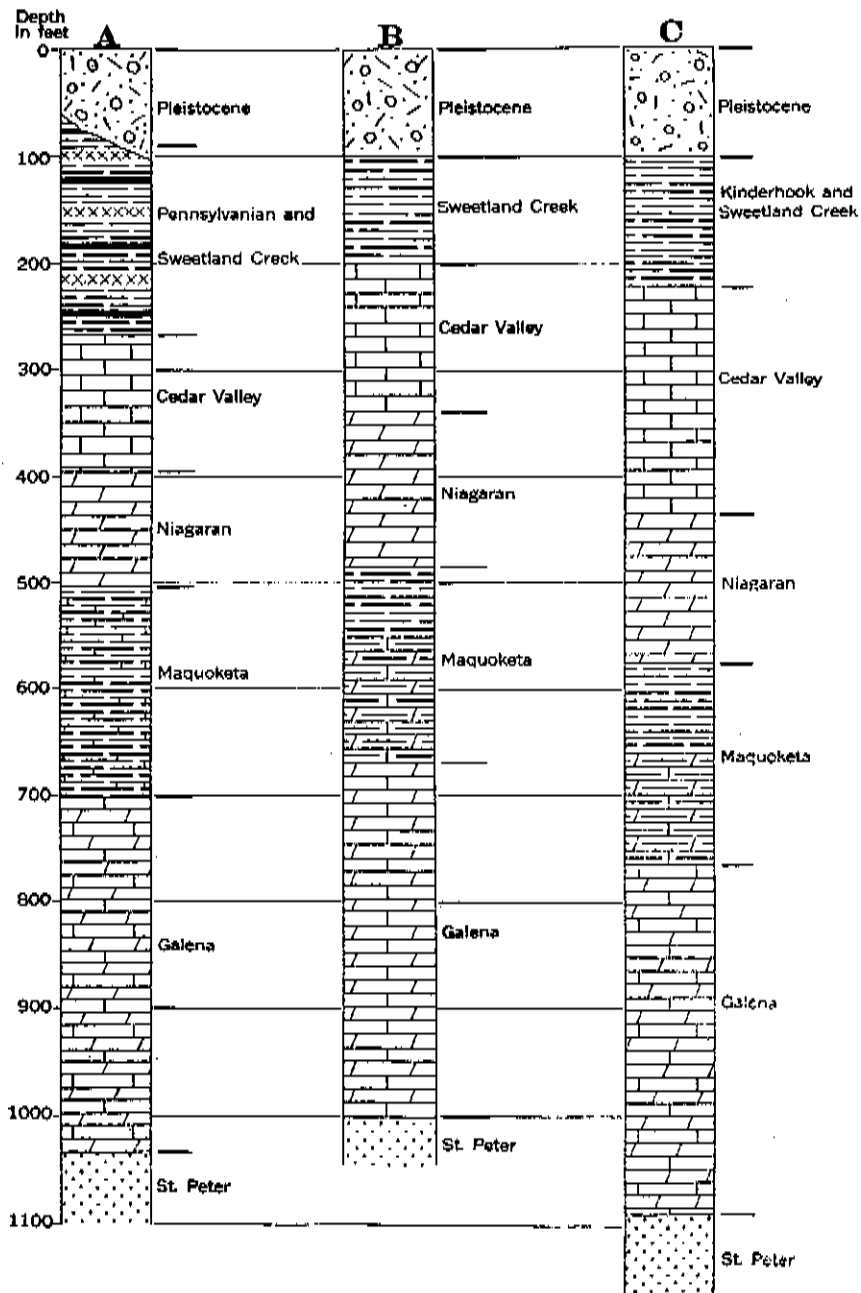 Depth
In feet
A
B
C
0
100
200
300
400
500
600
700
800
900
1000
1100
Pleistocene
Pennsylvanian and
Sweetland Creek
Cedar Valley
Niagaran
Maquoketa
Galena
St. Peter
Pleistocene
Sweetland Creek
Cedar Valley
Niagaran
Maquoketa
Galena
St. Peter
Pleistocene
Kinderhook and
Sweetland Creek
Cedar Valley
Niagaran
Maquoketa
Galena
St. Peter